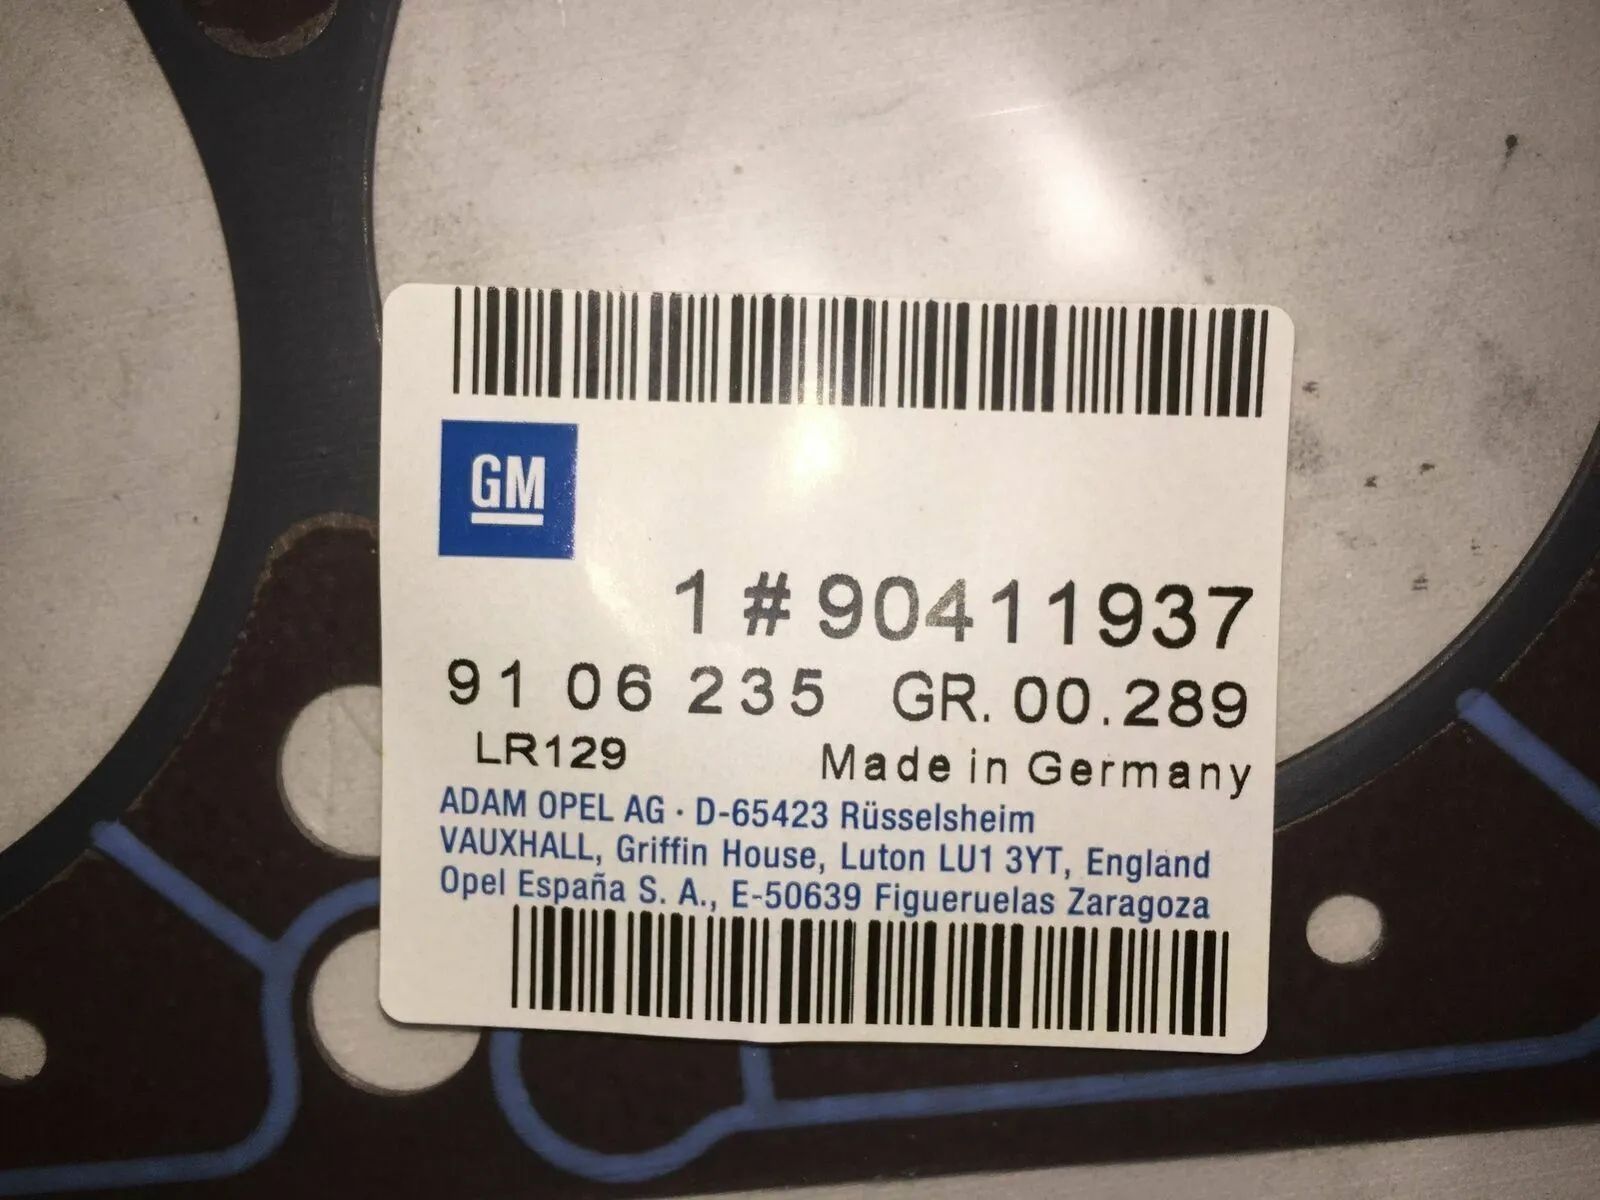 GM
1 # 90411937
91 06 235 GR. 00.289
LR129 Made in Germany
ADAM OPEL AG · D-65423 Rüsselsheim
VAUXHALL, Griffin House, Luton LU1 3YT, England
Opel España S. A., E-50639 Figueruelas Zaragoza